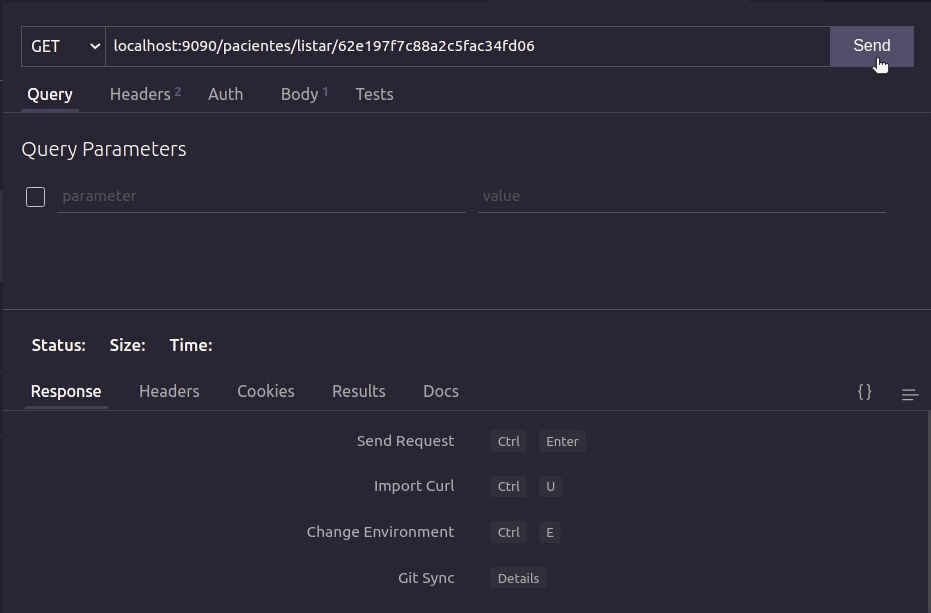 GET localhost:9090/pacientes/listar/62e197f7c88a2c5fac34fd06 Send
Query Headers 2 Auth Body 1 Tests
Query Parameters
parameter value
Status: Size: Time:
Response Headers Cookies Results Docs {}
Send Request Ctrl Enter
Import Curl Ctrl U
Change Environment Ctrl E
Git Sync Details